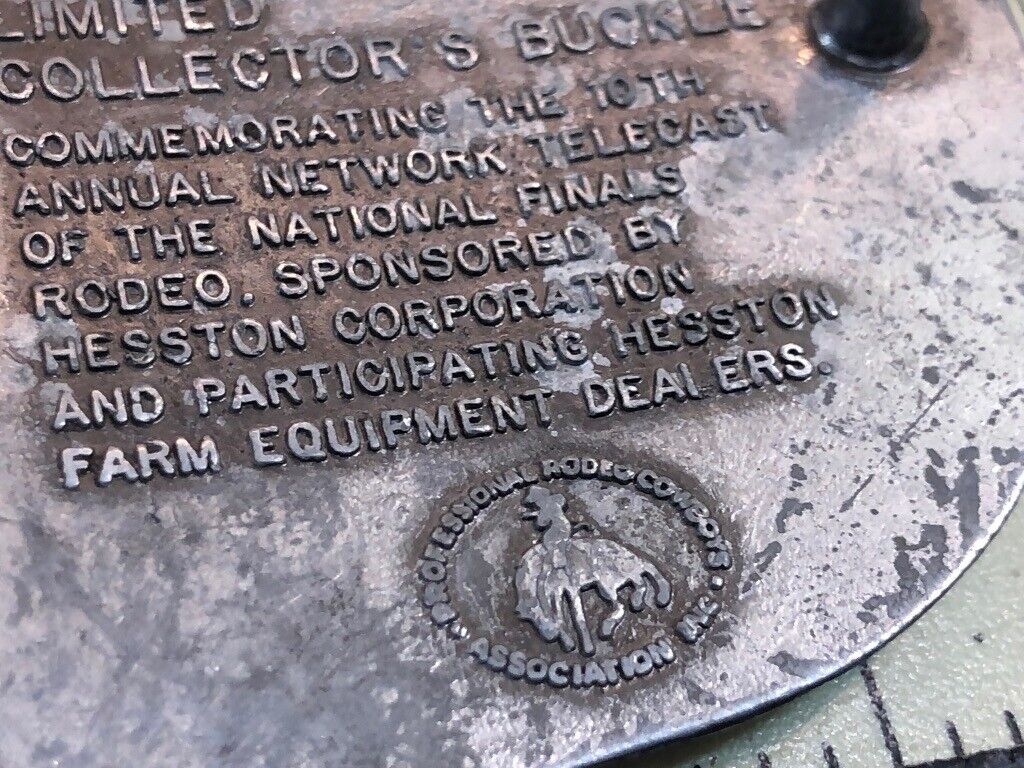 LIMITED
COLLECTOR'S BUCKLE
COMMEMORATING THE 10TH
ANNUAL NETWORK TELECAST
OF THE NATIONAL FINALS
RODEO. SPONSORED BY
HESSTON CORPORATION
AND PARTICIPATING HESSTON
FARM EQUIPMENT DEALERS.
PROFESSIONAL RODEO COWBOYS
ASSOCIATION INC.